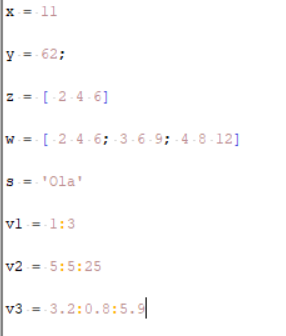 x = 11
y = 62;
z = [ 2 4 6]
w = [ 2 4 6; 3 6 9; 4 8 12]
s = 'Ola'
v1 = 1:3
v2 = 5:5:25
v3 = 3.2:0.8:5.9